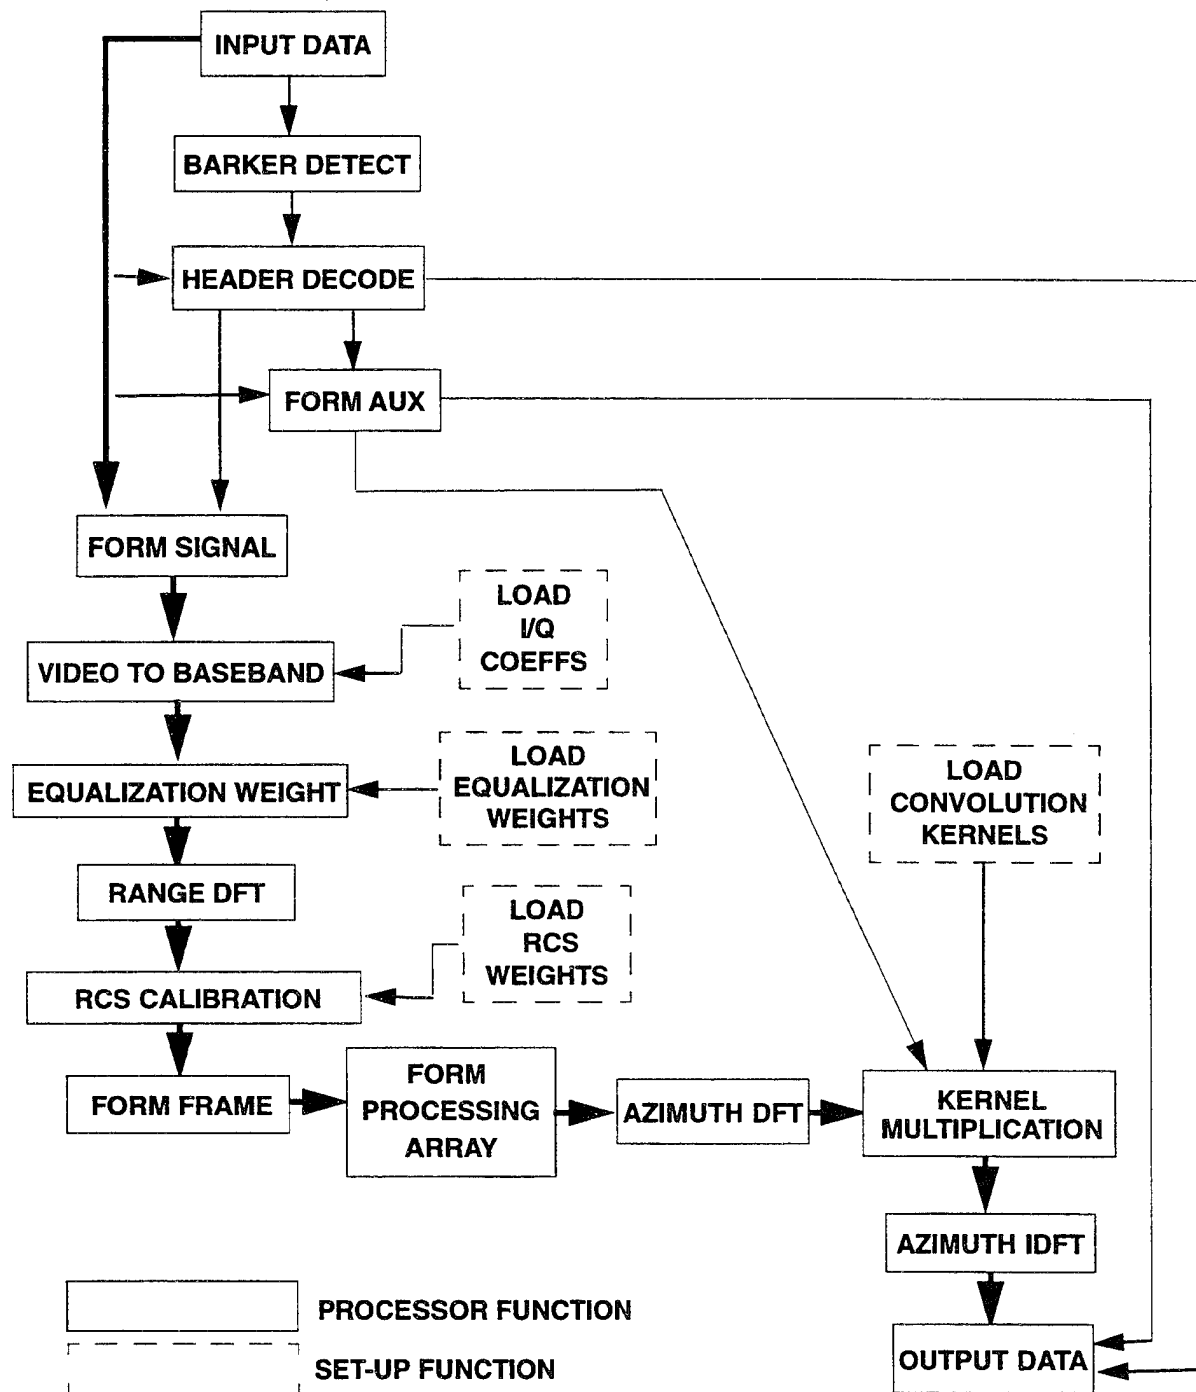 INPUT DATA
BARKER DETECT
HEADER DECODE
FORM AUX
FORM SIGNAL
LOAD
I/Q
COEFFS
VIDEO TO BASEBAND
LOAD
EQUALIZATION
WEIGHTS
EQUALIZATION WEIGHT
LOAD
CONVOLUTION
KERNELS
RANGE DFT
LOAD
RCS
WEIGHTS
RCS CALIBRATION
FORM FRAME
FORM
PROCESSING
ARRAY
AZIMUTH DFT
KERNEL
MULTIPLICATION
AZIMUTH IDFT
OUTPUT DATA
PROCESSOR FUNCTION
SET-UP FUNCTION